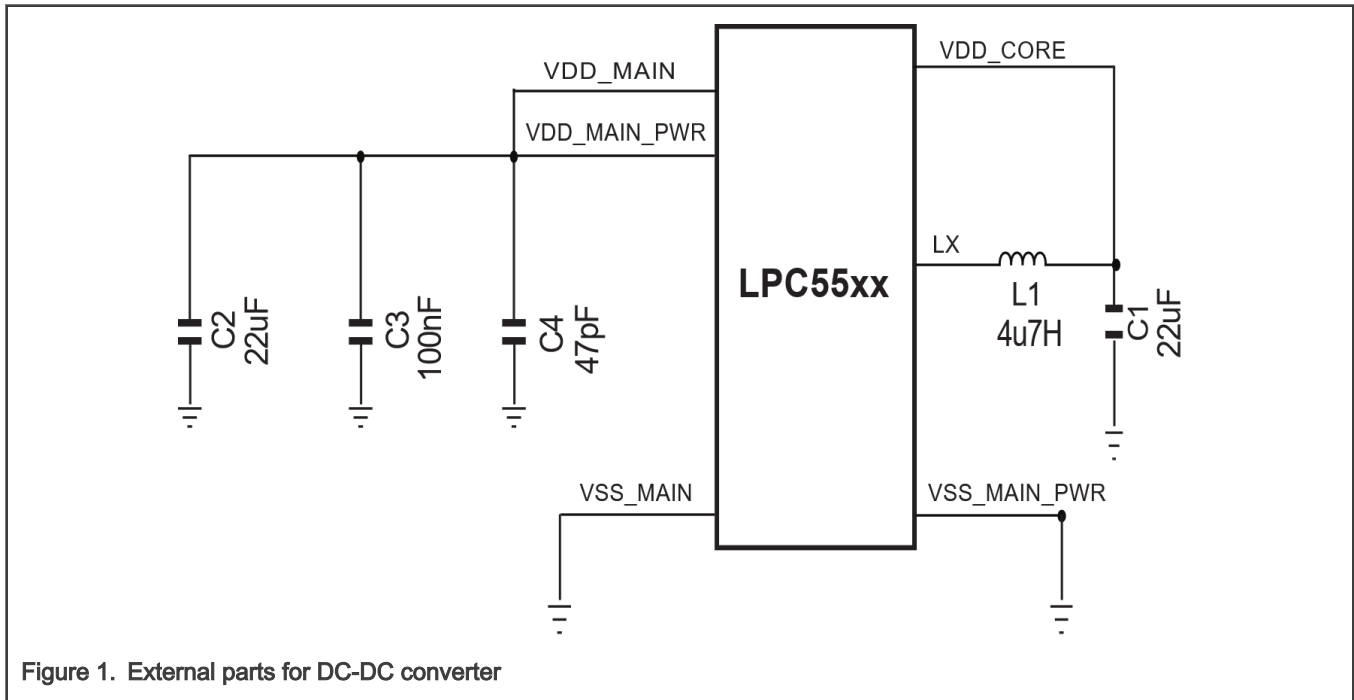 VDD_MAIN
VDD_MAIN_PWR
VDD_CORE
LPC55xx
LX
L1
4u7H
C1
22uF
C2
22uF
C3
100nF
C4
47pF
VSS_MAIN
VSS_MAIN_PWR
Figure 1. External parts for DC-DC converter